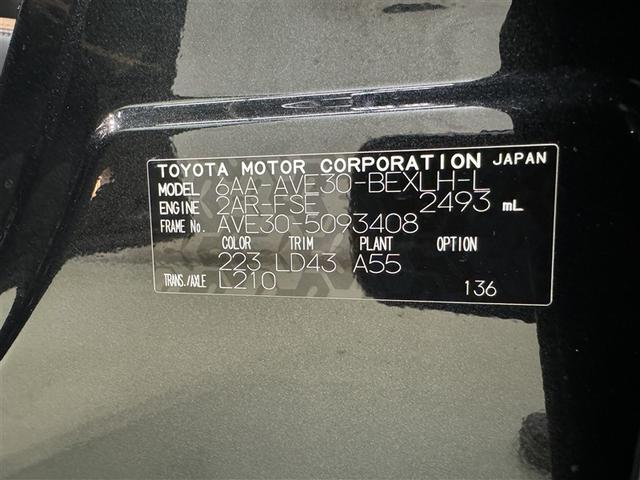 TOYOTA MOTOR CORPORATION JAPAN
MODEL 6AA-AVE30-BEXLH-L
ENGINE 2AR-FSE 2493 mL
FRAME No. AVE30-5093408
COLOR TRIM PLANT OPTION
223 LD43 A55
TRANS./AXLE L210 136